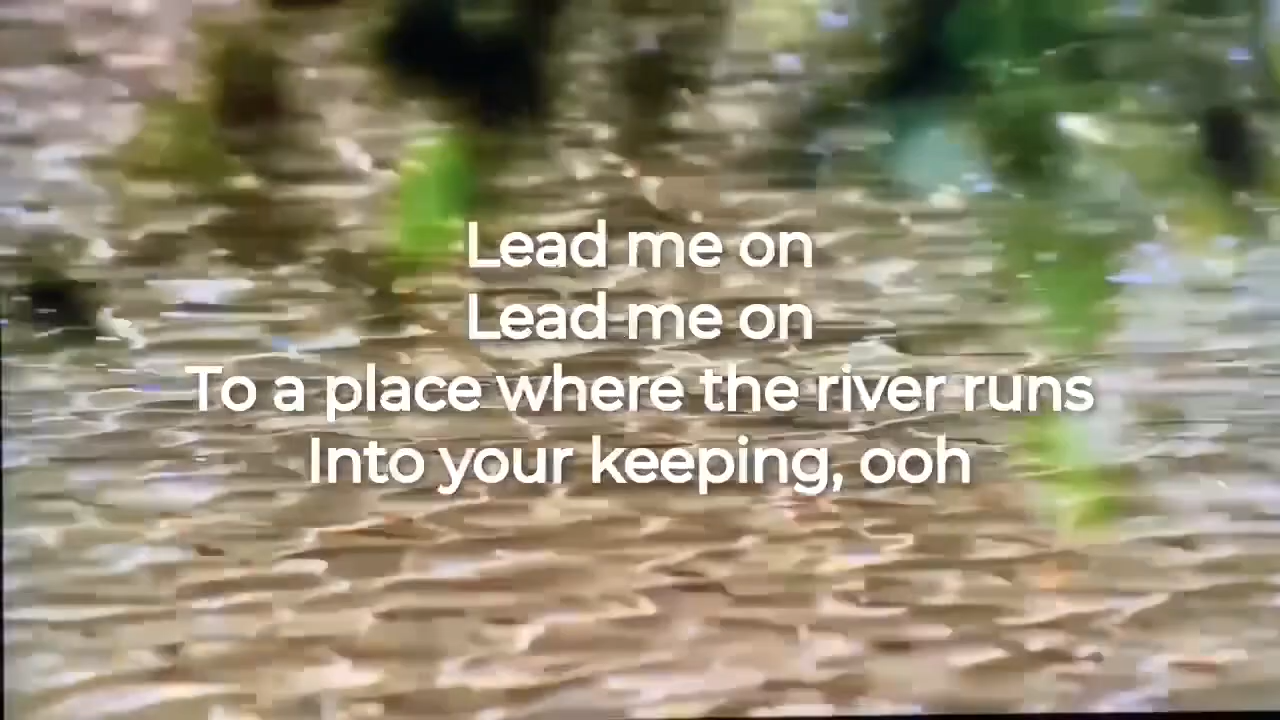 Lead me on
Lead me on
To a place where the river runs
Into your keeping, ooh